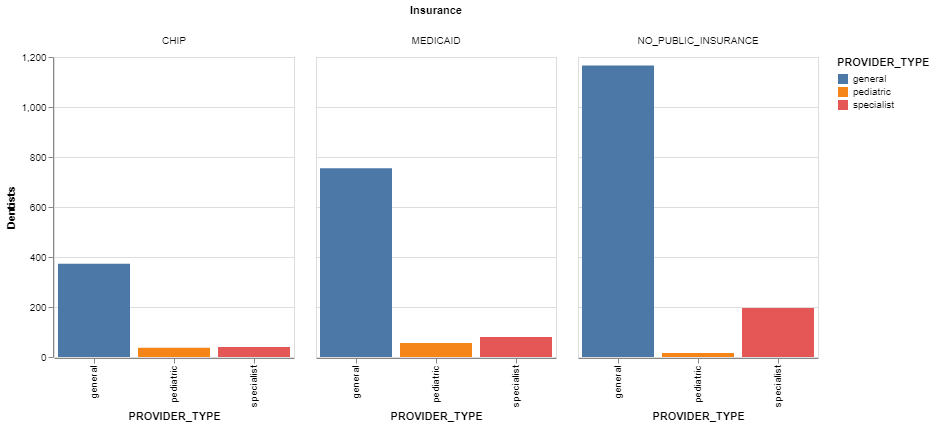 Insurance
CHIP
MEDICAID
NO_PUBLIC_INSURANCE
PROVIDER_TYPE
general
pediatric
specialist
Dentists
1,200
1,000
800
600
400
200
0
general
pediatric
specialist
general
pediatric
specialist
general
pediatric
specialist
PROVIDER_TYPE
PROVIDER_TYPE
PROVIDER_TYPE